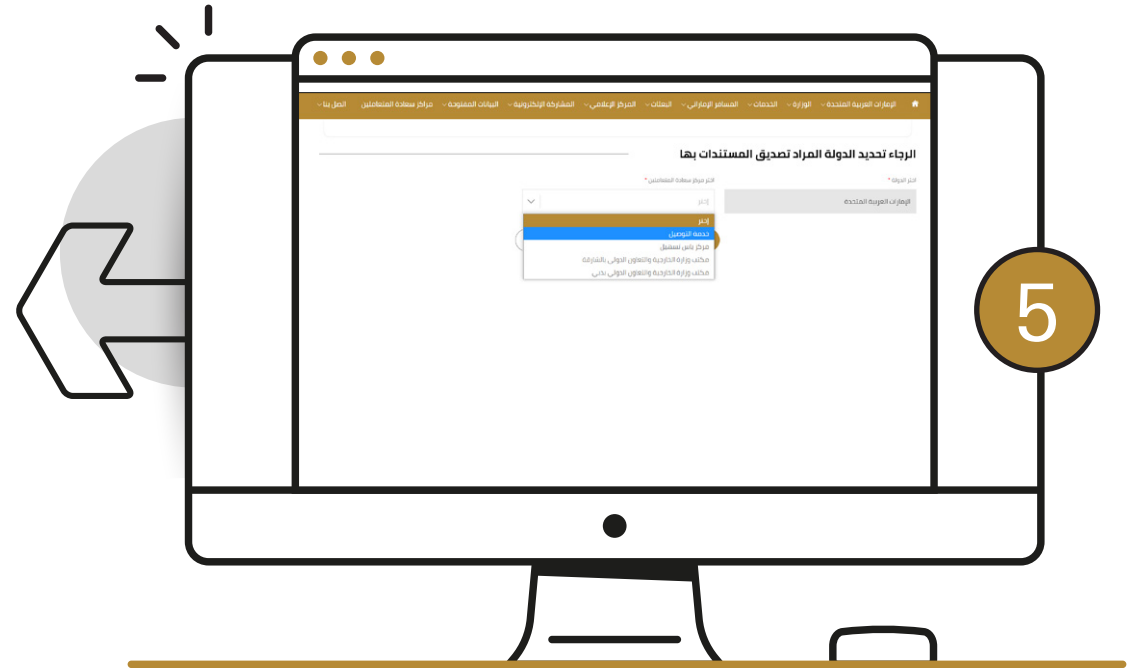 الإمارات العربية المتحدة الوزارة الخدمات المسافر الإماراتي البعثات المركز الإعلامي المشاركة الإلكترونية البيانات المفتوحة مراكز سعادة المتعاملين اتصل بنا
الرجاء تحديد الدولة المراد تصديق المستندات بها
اختر الدولة *
اختر مركز سعادة المتعاملين *
الإمارات العربية المتحدة
إختر
إختر
خدمة التوصيل
مركز ياس تسهيل
مكتب وزارة الخارجية والتعاون الدولي بالشارقة
مكتب وزارة الخارجية والتعاون الدولي بدبي
5